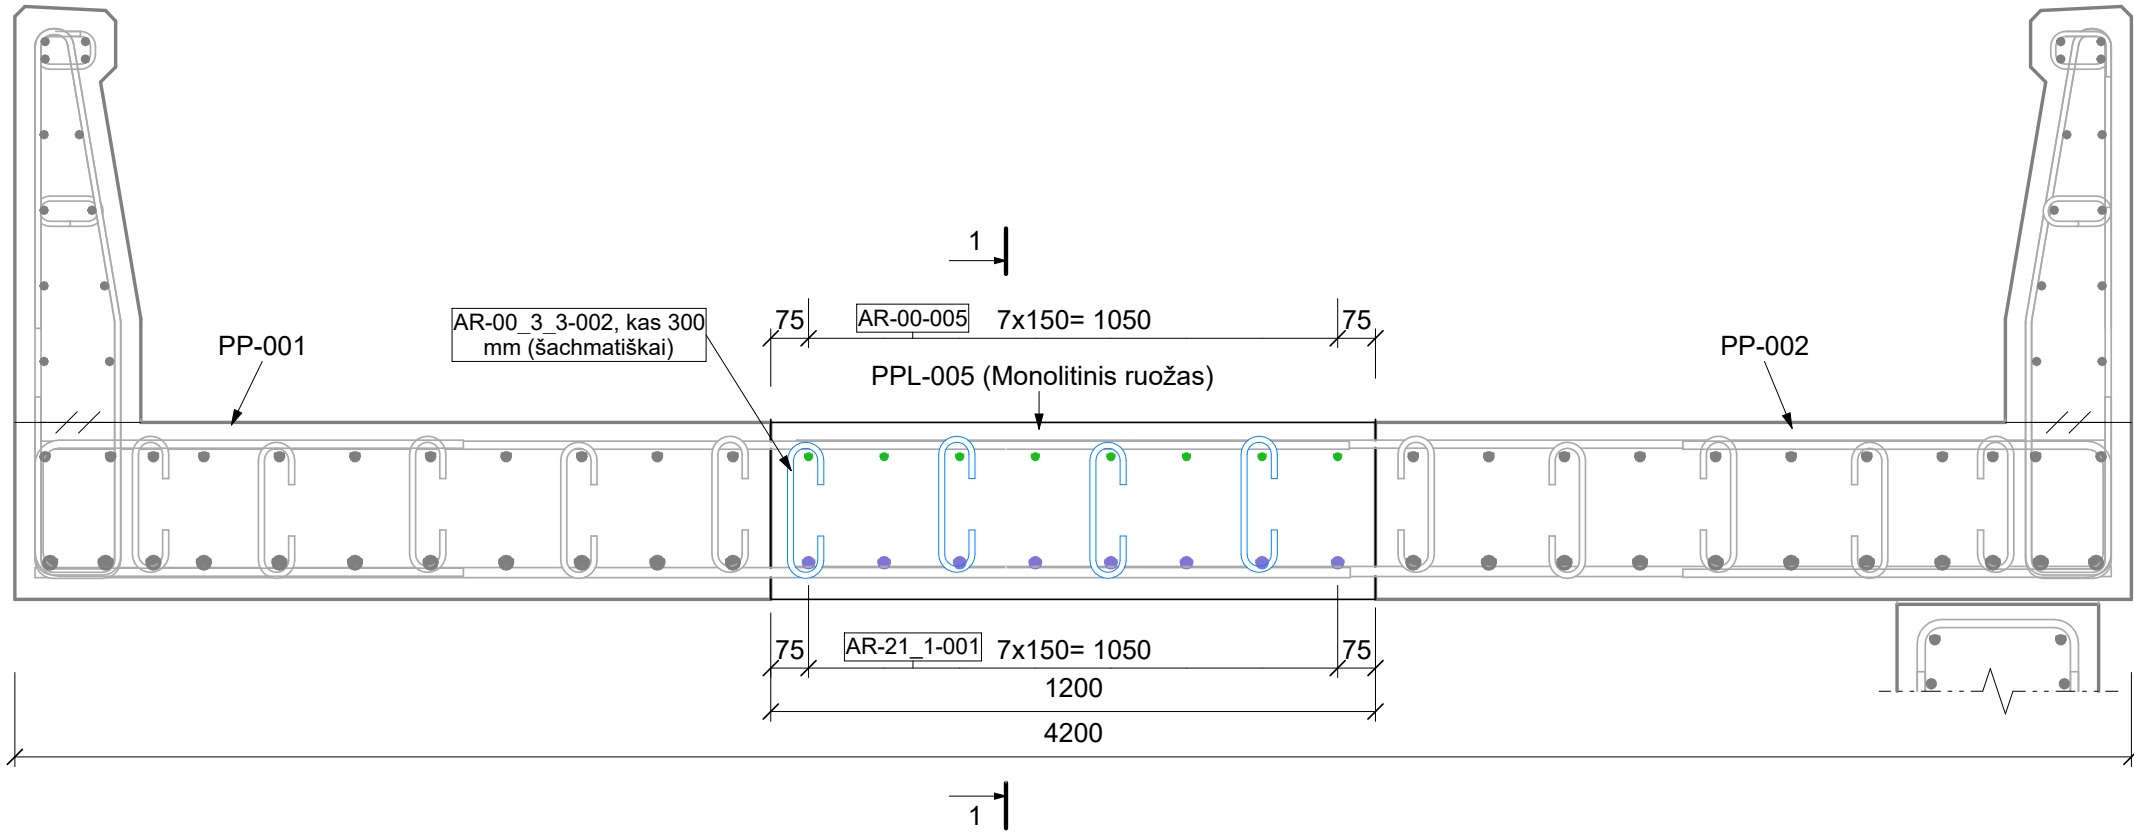 1
75
AR-00-005
7x150= 1050
75
AR-00_3_3-002, kas 300
mm (šachmatiškai)
PP-001
PP-002
PPL-005 (Monolitinis ruožas)
75
AR-21_1-001
7x150= 1050
75
1200
4200
1